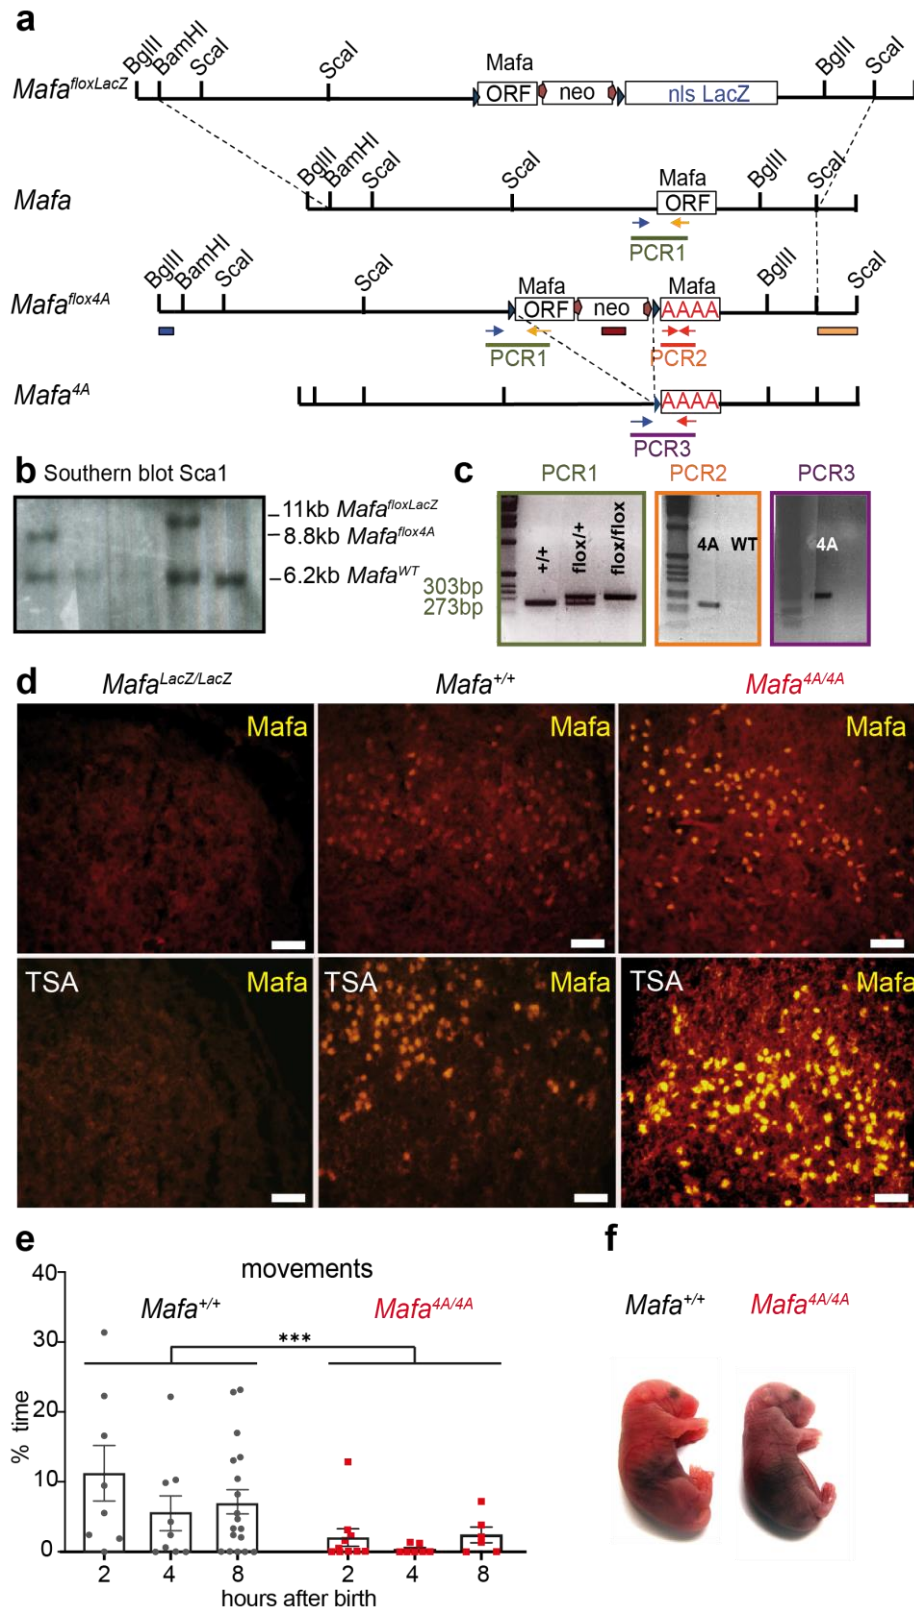 a
BglII BamHI ScaI ScaI Mafa BglII ScaI
Mafa^floxLacZ ORF neo nls LacZ
BglII BamHI ScaI ScaI Mafa BglII ScaI
Mafa ORF
PCR1
BglII BamHI ScaI ScaI Mafa Mafa BglII ScaI
Mafa^flox4A ORF neo AAAA
PCR1 PCR2
Mafa^4A AAAA
PCR3
b Southern blot Sca1
11kb Mafa^floxLacZ
8.8kb Mafa^flox4A
6.2kb Mafa^WT
c PCR1 PCR2 PCR3
+/+ flox/+ flox/flox 4A WT 4A
303bp
273bp
d Mafa^LacZ/LacZ Mafa^+/+ Mafa^4A/4A
Mafa Mafa Mafa
TSA Mafa TSA Mafa TSA Mafa
e
movements
Mafa^+/+ Mafa^4A/4A
***
% time
40
30
20
10
0
2 4 8 2 4 8
hours after birth
f
Mafa^+/+ Mafa^4A/4A